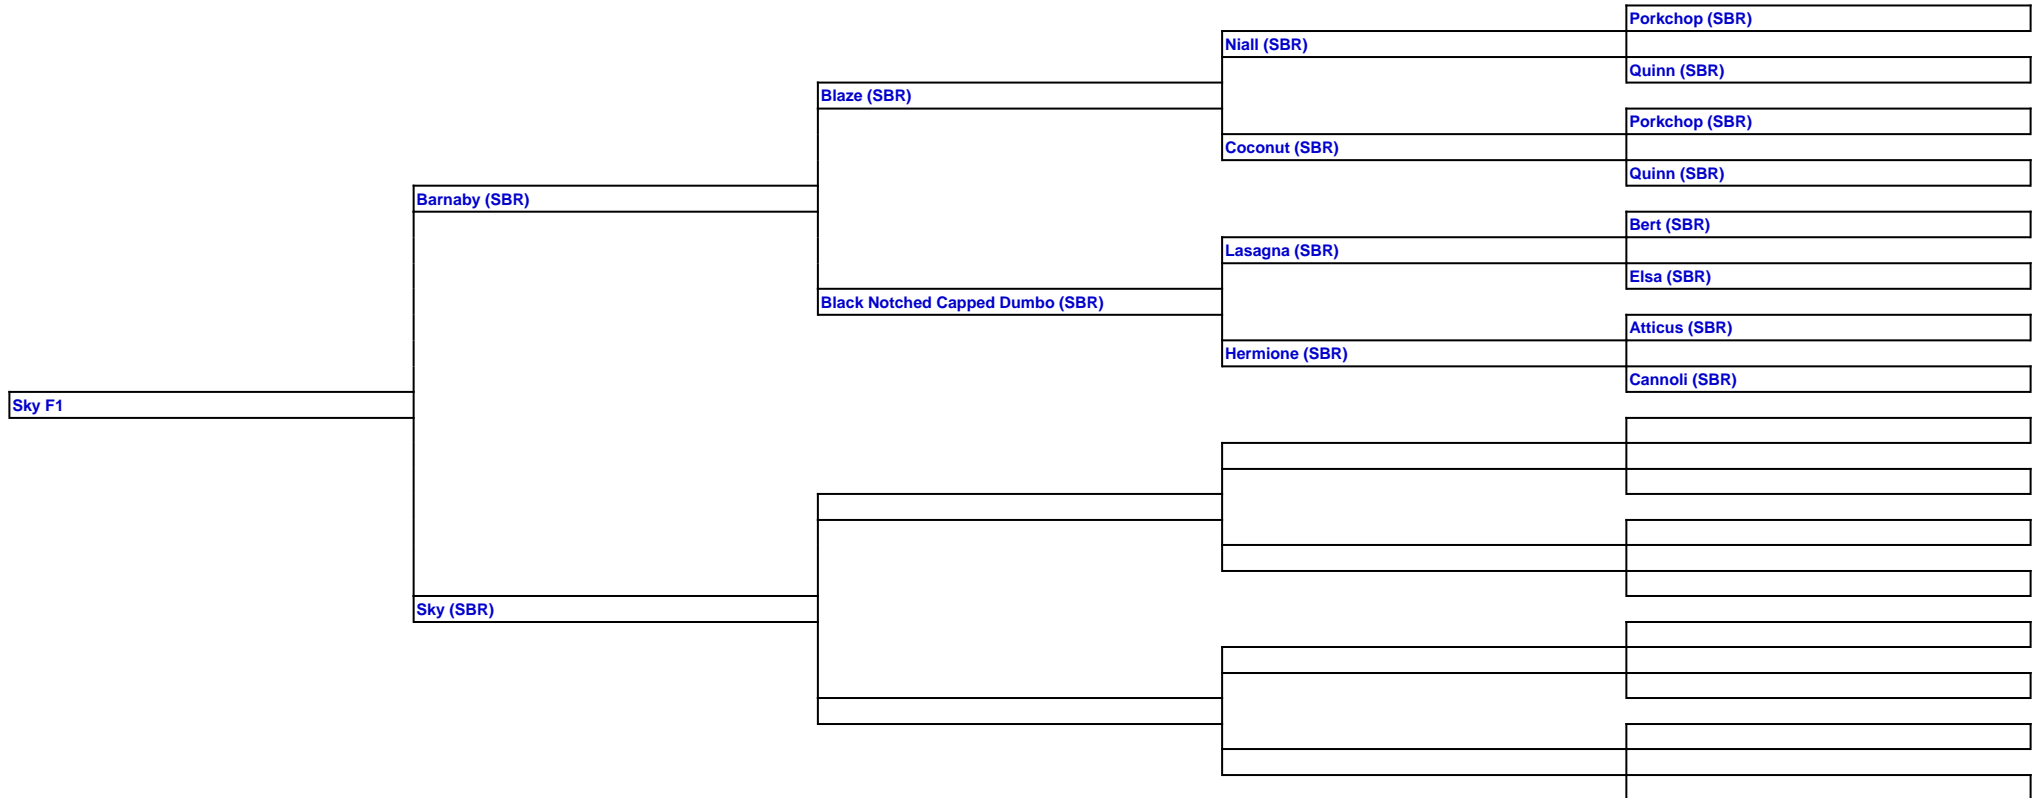 Porkchop (SBR)
Niall (SBR)
Quinn (SBR)
Blaze (SBR)
Porkchop (SBR)
Coconut (SBR)
Quinn (SBR)
Barnaby (SBR)
Bert (SBR)
Lasagna (SBR)
Elsa (SBR)
Black Notched Capped Dumbo (SBR)
Atticus (SBR)
Hermione (SBR)
Cannoli (SBR)
Sky F1
Sky (SBR)